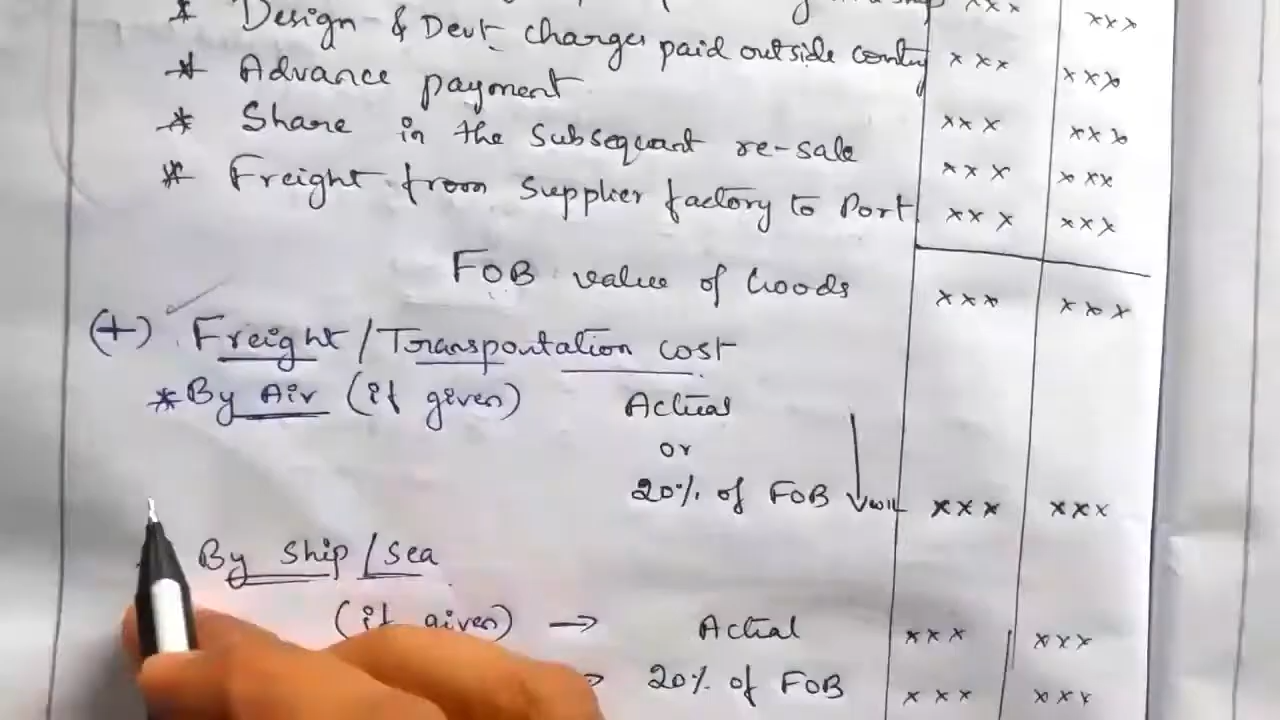 * Design & Devt charges paid outside contry xxx xxx
* Advance payment xxx xxx
* Share in the Subsequant re-sale xxx xxx
* Freight from Supplier factory to Port xxx xxx
FOB value of Goods xxx xxx
(+) Freight / Transportation cost
* By Air (if given) Actual
or
20% of FOB ↓ xxx xxx
By Ship / Sea
(if given) → Actual xxx xxx
20% of FOB xxx xxx